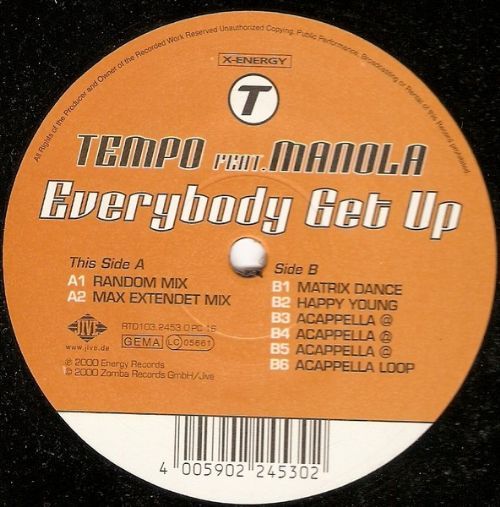 All Rights of the Producer and Owner of the Recorded Work Reserved Unauthorized Copying, Public Performance, Broadcasting or Rental of this Record prohibited.
X-ENERGY
T
TEMPO FEAT. MANOLA
Everybody Get Up
This Side A
A1 RANDOM MIX
A2 MAX EXTENDET MIX
Side B
B1 MATRIX DANCE
B2 HAPPY YOUNG
B3 ACAPPELLA @
B4 ACAPPELLA @
B5 ACAPPELLA @
B6 ACAPPELLA LOOP
JIVE
www.jive.de
RTD103.2453.0 PC 16
GEMA LC 05661
℗ 2000 Energy Records
© 2000 Zomba Records GmbH/Jive
4 005902 245302